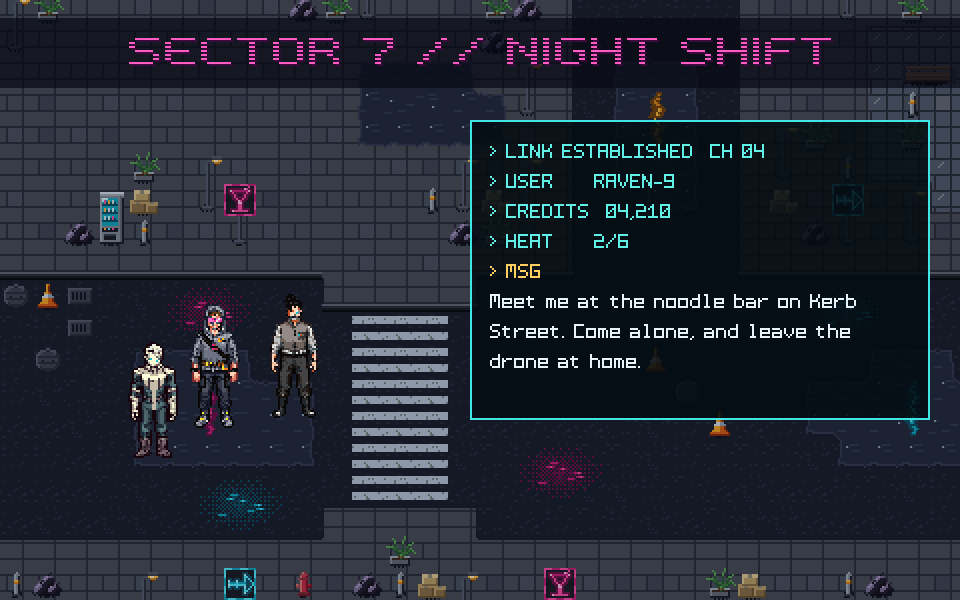 SECTOR 7 // NIGHT SHIFT
> LINK ESTABLISHED CH 04
> USER RAVEN-9
> CREDITS 04,210
> HEAT 2/6
> MSG
Meet me at the noodle bar on Kerb
Street. Come alone, and leave the
drone at home.